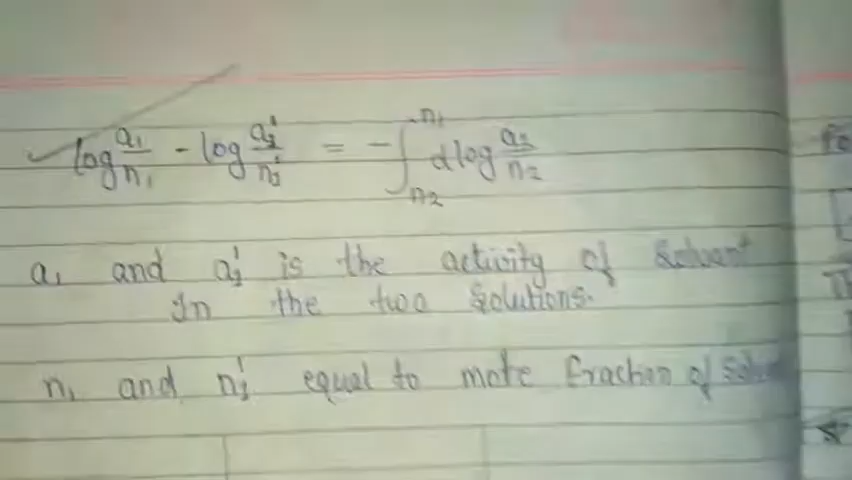 log a₁/n₁ - log a₁'/n₁' = - ∫ₙ₂ⁿ¹ d log a₂/n₂
a₁ and a₁' is the activity of solvent
In the two solutions.
n₁ and n₁' equal to mole fraction of